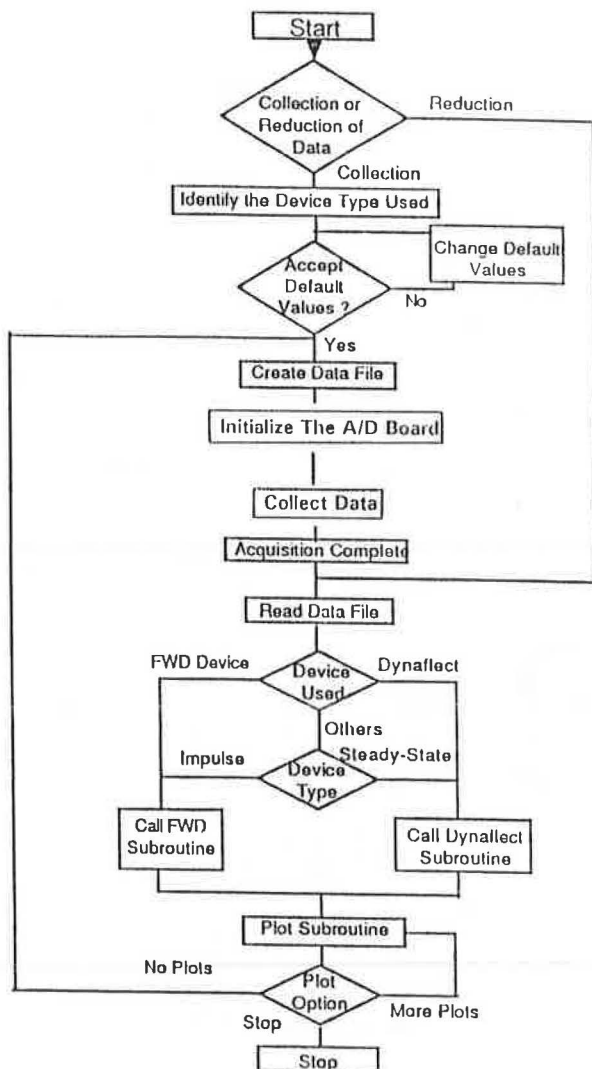 Start
Collection or
Reduction of
Data
Reduction
Collection
Identify the Device Type Used
Change Default
Values
Accept
Default
Values ?
No
Yes
Create Data File
Initialize The A/D Board
Collect Data
Acquisition Complete
Read Data File
FWD Device
Device
Used
Dynaflect
Others
Impulse
Steady-State
Device
Type
Call FWD
Subroutine
Call Dynaflect
Subroutine
Plot Subroutine
No Plots
Plot
Option
More Plots
Stop
Stop